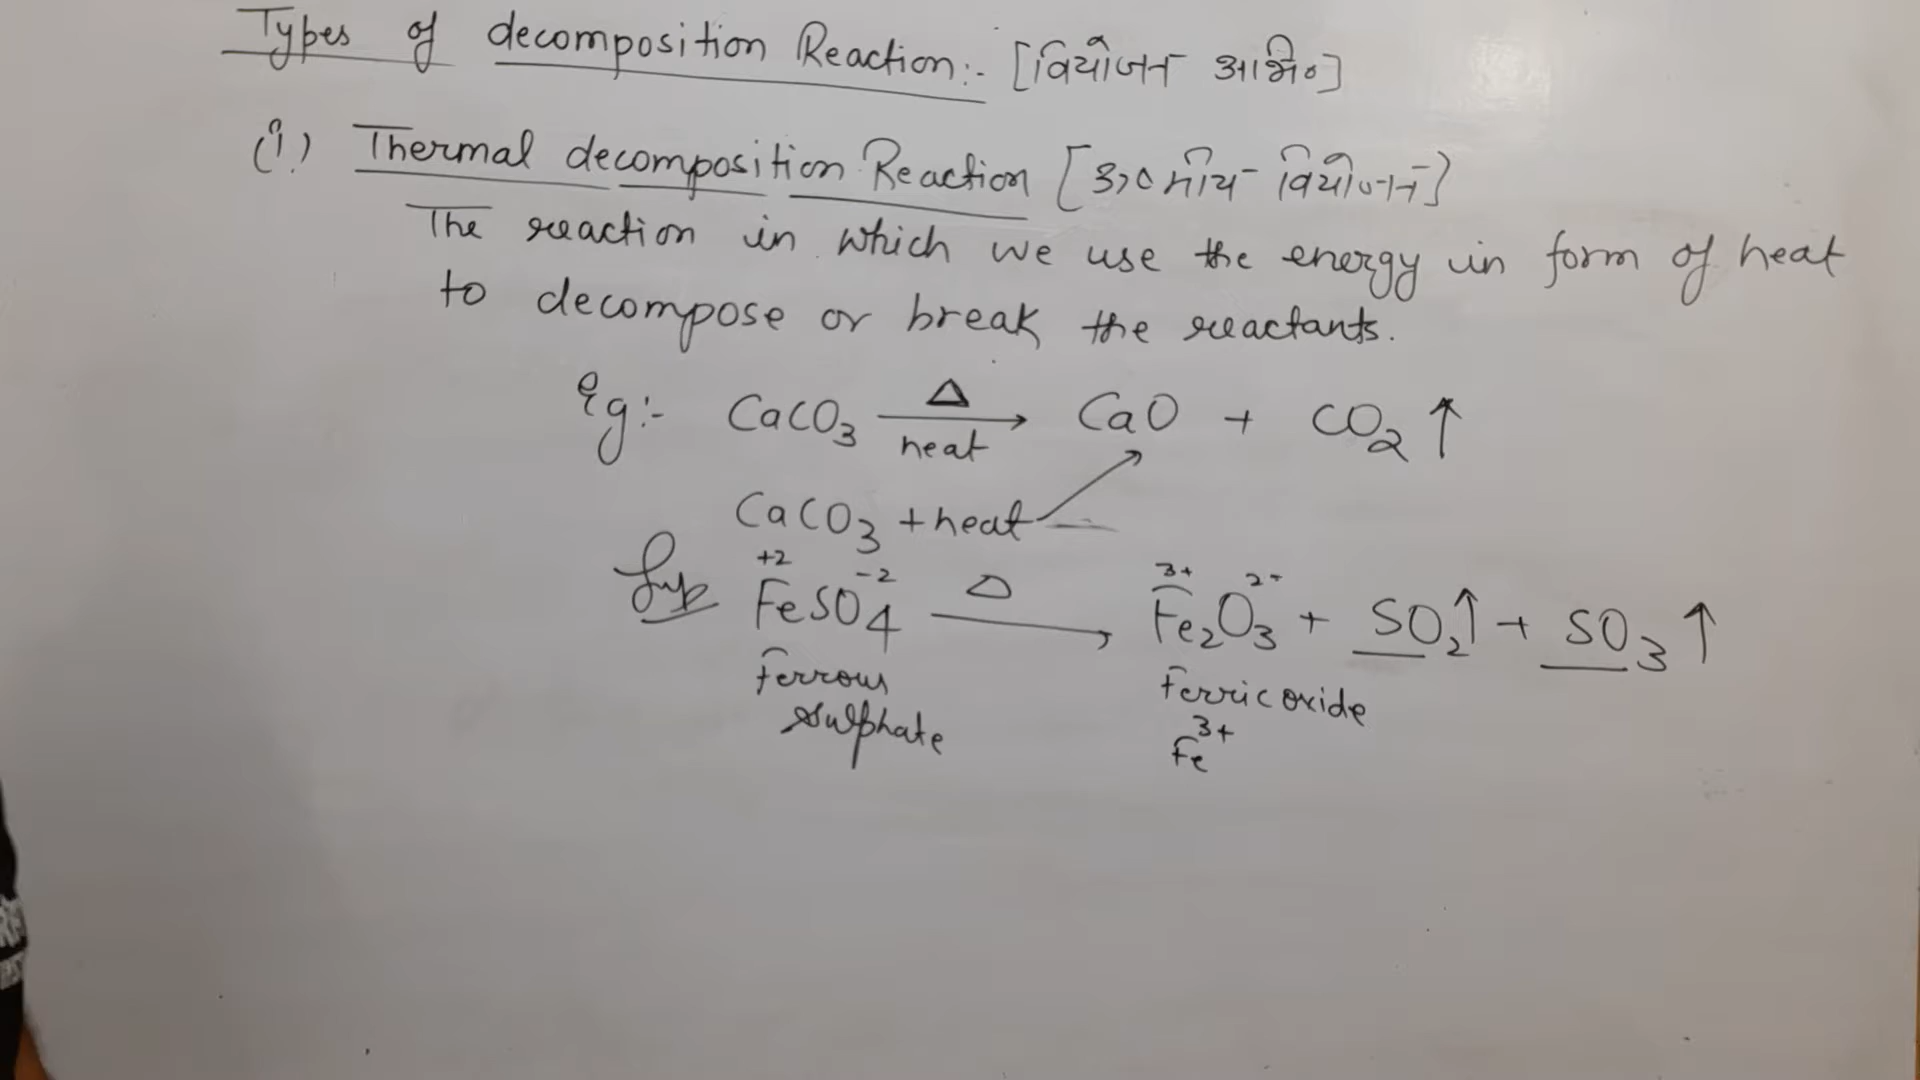 Types of decomposition Reaction:- [वियोजन अभि०]
(i) Thermal decomposition Reaction [ऊष्मीय वियोजन]
The reaction in which we use the energy in form of heat
to decompose or break the reactants.
Eg:- CaCO₃ —Δ heat→ CaO + CO₂ ↑
CaCO₃ + heat
+2 -2 3+ 2-
FeSO₄ —Δ→ Fe₂O₃ + SO₂↑ + SO₃ ↑
Ferrous Ferric oxide
Sulphate Fe³⁺